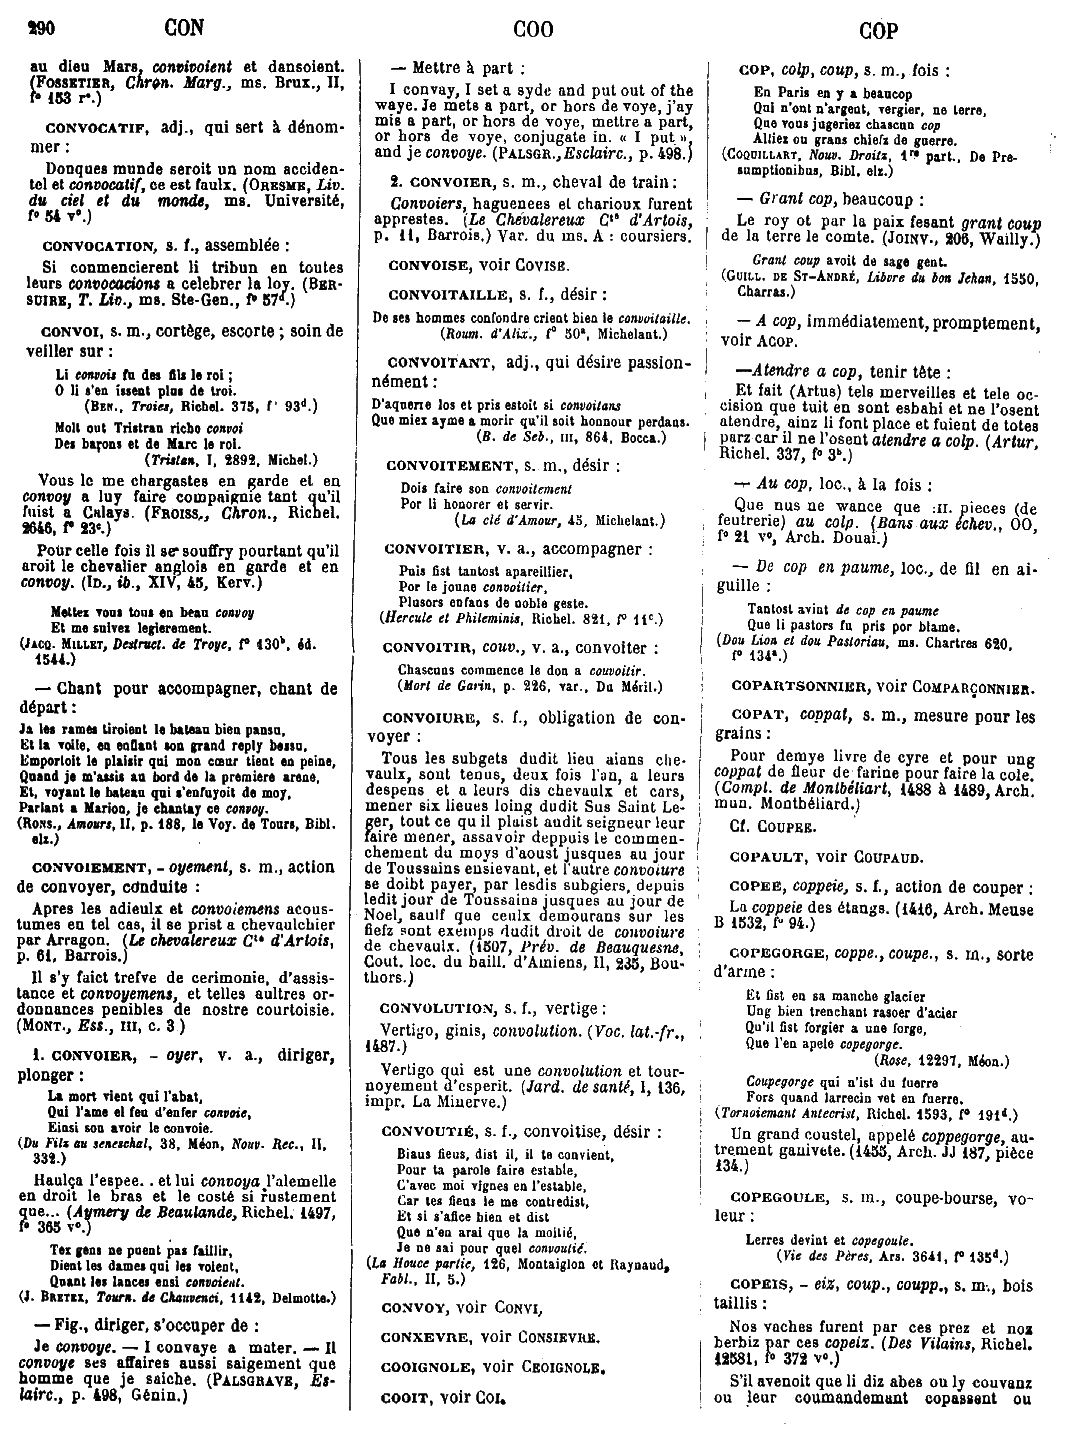 290 CON COO COP
au dieu Mars, convivoient et dansoient.
(FOSSETIER, Chron. Marg., ms. Brux., II,
f° 153 r°.)
CONVOCATIF, adj., qui sert à dénom-
mer :
Donques munde seroit un nom acciden-
tel et convocatif, ce est faulx. (ORESME, Liv.
du ciel et du monde, ms. Université,
f° 54 v°.)
CONVOCATION, s. f., assemblée :
Si conmencierent li tribun en toutes
leurs convocacions a celebrer la loy. (BER-
SUIRE, T. Liv., ms. Ste-Gen., f° 57d.)
CONVOI, s. m., cortège, escorte ; soin de
veiller sur :
Li convois fu des fils le roi ;
O li s'en issent plus de troi.
(BEN., Troies, Richel. 375, f° 93d.)
Molt out Tristran riche convoi
Des barons et de Marc le roi.
(Tristan, I, 2892, Michel.)
Vous le me chargastes en garde et en
convoy a luy faire compaignie tant qu'il
fuist a Calays. (FROISS., Chron., Richel.
2646, f° 23c.)
Pour celle fois il se souffry pourtant qu'il
aroit le chevalier anglois en garde et en
convoy. (ID., ib., XIV, 45, Kerv.)
Mettez vous tous en beau convoy
Et me suivez legierement.
(JACQ. MILLET, Destruct. de Troye, f° 130b, éd.
1544.)
— Chant pour accompagner, chant de
départ :
Ja les rames tiroient le bateau bien pansu,
Et la voile, en enflant son grand reply bossu,
Emportoit le plaisir qui mon cœur tient en peine,
Quand je m'assis au bord de la premiere arene,
Et, voyant le bateau qui s'enfuyoit de moy,
Parlant a Marion, je chantay ce convoy.
(RONS., Amours, II, p. 188, le Voy. de Tours, Bibl.
elz.)
CONVOIEMENT, - oyement, s. m., action
de convoyer, conduite :
Apres les adieulx et convoiemens acous-
tumes en tel cas, il se prist a chevaulchier
par Arragon. (Le chevalereux Cte d'Artois,
p. 61, Barrois.)
Il s'y faict trefve de cerimonie, d'assis-
tance et convoyemens, et telles aultres or-
donnances penibles de nostre courtoisie.
(MONT., Ess., III, c. 3)
1. CONVOIER, - oyer, v. a., diriger,
plonger :
La mort vient qui l'abat,
Qui l'ame el feu d'enfer convoie,
Einsi son avoir le convoie.
(Du Filz au seneschal, 38, Méon, Nouv. Rec., II,
332.)
Haulça l'espee.. et lui convoya l'alemelle
en droit le bras et le costé si rustement
que... (Aymery de Beaulande, Richel. 1497,
f° 365 v°.)
Tex gens ne puent pas faillir,
Dient les dames qui les voient,
Quant les lances ensi convoient.
(J. BRETEX, Tourn. de Chauvenci, 1142, Delmotte.)
— Fig., diriger, s'occuper de :
Je convoye. — I convaye a mater. — Il
convoye ses affaires aussi saigement que
homme que je saiche. (PALSGRAVE, Es-
lairc., p. 498, Génin.)
— Mettre à part :
I convay, I set a syde and put out of the
waye. Je mets a part, or hors de voye, j'ay
mis a part, or hors de voye, mettre a part,
or hors de voye, conjugate in. « I put »,
and je convoye. (PALSGR., Esclairc., p. 498.)
2. CONVOIER, s. m., cheval de train :
Convoiers, haguenees et charioux furent
apprestes. (Le Chevalereux Cte d'Artois,
p. 11, Barrois.) Var. du ms. A : coursiers.
CONVOISE, voir COVISE.
CONVOITAILLE, s. f., désir :
De ses hommes confondre crient bien le convoitaille.
(Roum. d'Alix., f° 50a, Michelant.)
CONVOITANT, adj., qui désire passion-
nément :
D'aquerre los et pris estoit si convoitans
Que miex ayme a morir qu'il soit honnour perdans.
(B. de Seb., III, 864, Bocca.)
CONVOITEMENT, s. m., désir :
Dois faire son convoitement
Por li honorer et servir.
(La clé d'Amour, 45, Michelant.)
CONVOITIER, v. a., accompagner :
Puis fist tantost apareillier,
Por le jonne convoitier,
Plusors enfans de noble geste.
(Hercule et Phileminis, Richel. 821, f° 11c.)
CONVOITIR, couv., v. a., convoiter :
Chascuns commence le don a couvoitir.
(Mort de Garin, p. 226, var., Du Méril.)
CONVOIURE, s. f., obligation de con-
voyer :
Tous les subgets dudit lieu aians che-
vaulx, sont tenus, deux fois l'an, a leurs
despens et a leurs dis chevaulx et cars,
mener six lieues loing dudit Sus Saint Le-
ger, tout ce qu il plaist audit seigneur leur
faire mener, assavoir deppuis le commen-
chement du moys d'aoust jusques au jour
de Toussains ensievant, et l'autre convoiure
se doibt payer, par lesdis subgiers, depuis
ledit jour de Toussains jusques au jour de
Noel, saulf que ceulx demourans sur les
fiefz sont exemps dudit droit de convoiure
de chevaulx. (1507, Prév. de Beauquesne,
Cout. loc. du baill. d'Amiens, II, 235, Bou-
thors.)
CONVOLUTION, s. f., vertige :
Vertigo, ginis, convolution. (Voc. lat.-fr.,
1487.)
Vertigo qui est une convolution et tour-
noyement d'esperit. (Jard. de santé, I, 136,
impr. La Minerve.)
CONVOUTIÉ, s. f., convoitise, désir :
Biaus fieus, dist il, il te convient,
Pour ta parole faire estable,
C'avec moi vignes en l'estable,
Car tes fieus le me contredist,
Et si s'afice bien et dist
Que n'en arai que la moitié,
Je ne sai pour quel convoutié.
(La Houce partie, 126, Montaiglon et Raynaud,
Fabl., II, 5.)
CONVOY, voir CONVI.
CONXEVRE, voir CONSIEVRE.
COOIGNOLE, voir CEOIGNOLE.
COOIT, voir COI.
COP, colp, coup, s. m., fois :
En Paris en y a beaucop
Qui n'ont n'argent, vergier, ne terre,
Que vous jugeriez chascun cop
Alliez ou grans chiefz de guerre.
(COQUILLART, Nouv. Droitz, 1re part., De Pre-
sumptionibus, Bibl. elz.)
— Grant cop, beaucoup :
Le roy ot par la paix fesant grant coup
de la terre le comte. (JOINV., 206, Wailly.)
Grant coup avoit de sage gent.
(GUILL. DE ST-ANDRÉ, Libvre du bon Jehan, 1550,
Charras.)
— A cop, immédiatement, promptement,
voir ACOP.
— Atendre a cop, tenir tête :
Et fait (Artus) tels merveilles et tele oc-
cision que tuit en sont esbahi et ne l'osent
atendre, ainz li font place et fuient de totes
parz car il ne l'osent atendre a colp. (Artur,
Richel. 337, f° 3b.)
— Au cop, loc., à la fois :
Que nus ne wance que .II. pieces (de
feutrerie) au colp. (Bans aux échev., OO,
f° 21 v°, Arch. Douai.)
— De cop en paume, loc., de fil en ai-
guille :
Tantost avint de cop en paume
Que li pastors fu pris por blame.
(Dou Lion et dou Pastoriau, ms. Chartres 620,
f° 134a.)
COPARTSONNIER, voir COMPARÇONNIER.
COPAT, coppat, s. m., mesure pour les
grains :
Pour demye livre de cyre et pour ung
coppat de fleur de farine pour faire la cole.
(Compt. de Montbéliart, 1488 à 1489, Arch.
mun. Montbéliard.)
Cf. COUPEE.
COPAULT, voir COUPAUD.
COPEE, coppeie, s. f., action de couper :
La coppeie des étangs. (1416, Arch. Meuse
B 1532, f° 94.)
COPEGORGE, coppe., coupe., s. m., sorte
d'arme :
Et fist en sa manche glacier
Ung bien trenchant rasoer d'acier
Qu'il fist forgier a une forge,
Que l'en apele copegorge.
(Rose, 12297, Méon.)
Coupegorge qui n'ist du fuerre
Fors quand larrecin vet en fuerre.
(Tornoiemant Antecrist, Richel. 1593, f° 191d.)
Un grand coustel, appelé coppegorge, au-
trement ganivete. (1455, Arch. JJ 187, pièce
134.)
COPEGOULE, s. m., coupe-bourse, vo-
leur :
Lerres devint et copegoule.
(Vie des Pères, Ars. 3641, f° 135d.)
COPEIS, - eiz, coup., coupp., s. m., bois
taillis :
Nos vaches furent par ces prez et noz
berbiz par ces copeiz. (Des Vilains, Richel.
12581, f° 372 v°.)
S'il avenoit que li diz abes ou ly couvanz
ou leur coumandemant copassent ou